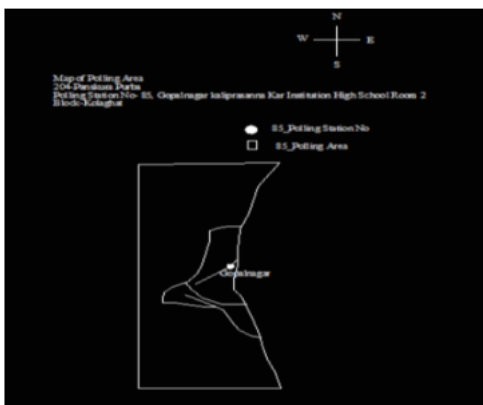 N
W E
S
Map of Polling Area
204-Panskura Purba
Polling Station No- 85, Gopalnagar kaliprasanna Kar Institution High School Room 2
Block-Kolaghat
85_Polling Station No
85_Polling Area
Gopalnagar